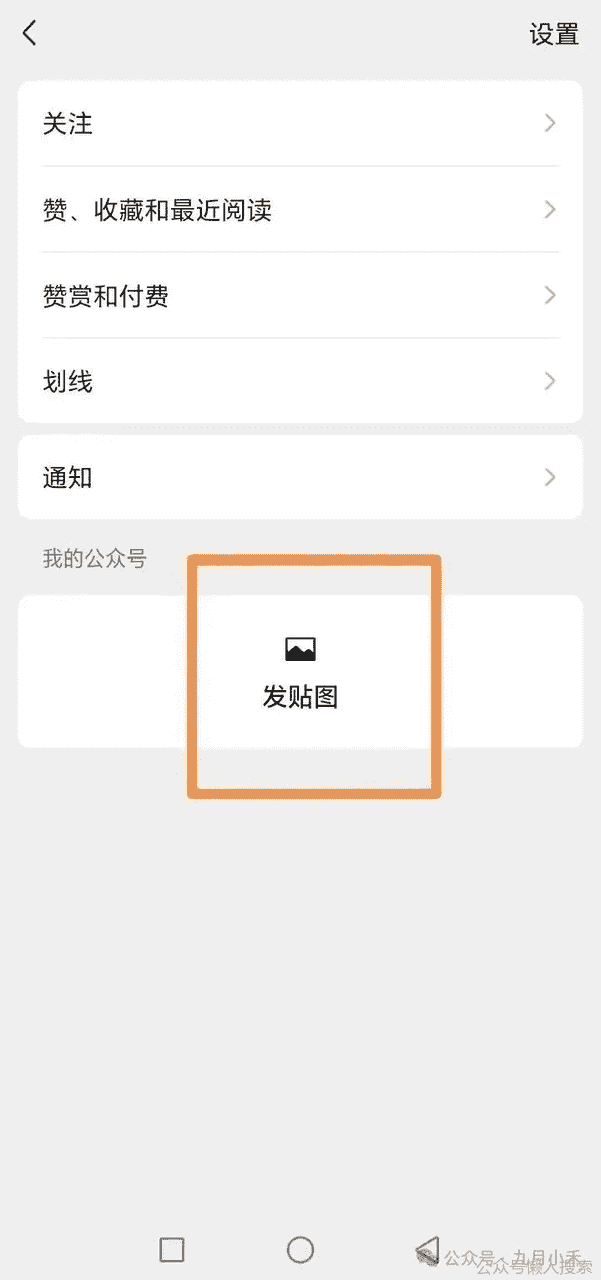 设置
关注
赞、收藏和最近阅读
赞赏和付费
划线
通知
我的公众号
发贴图
公众号·九月小禾
公众号懒人搜索